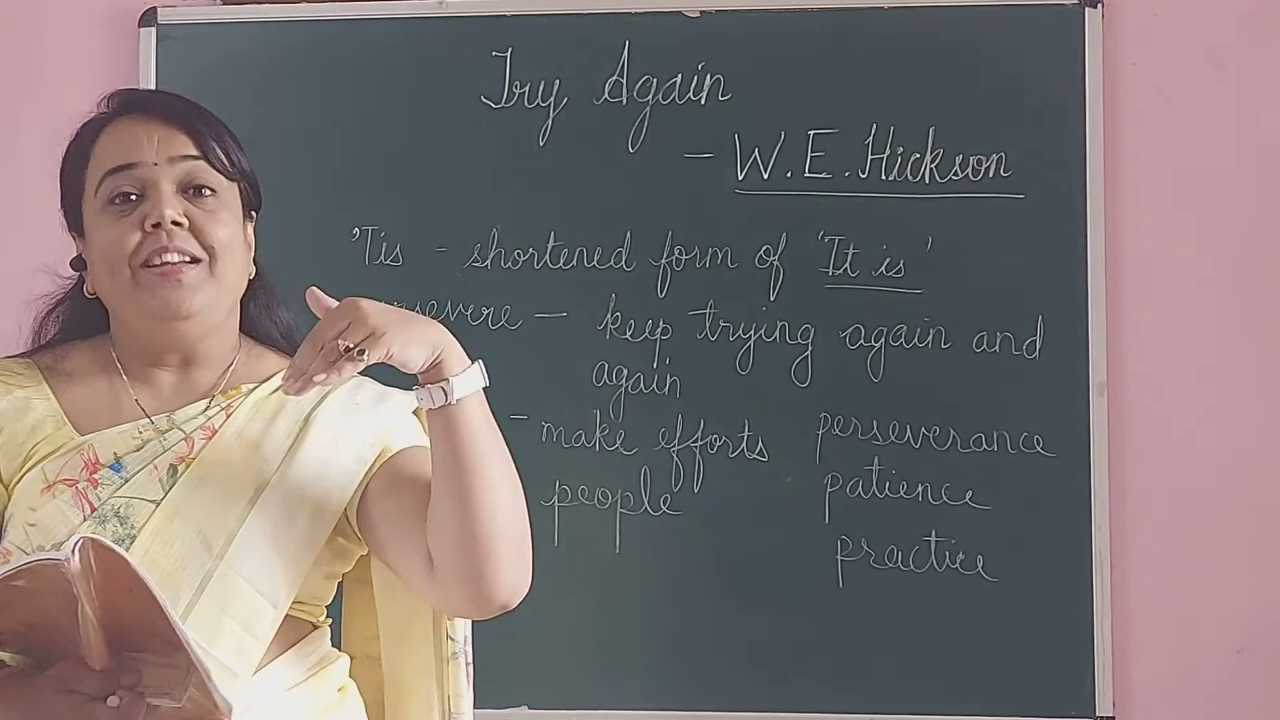 Try Again
- W.E. Hickson
'Tis - shortened form of 'It is'
severe - keep trying again and
again
- make efforts perseverance
people patience
practice